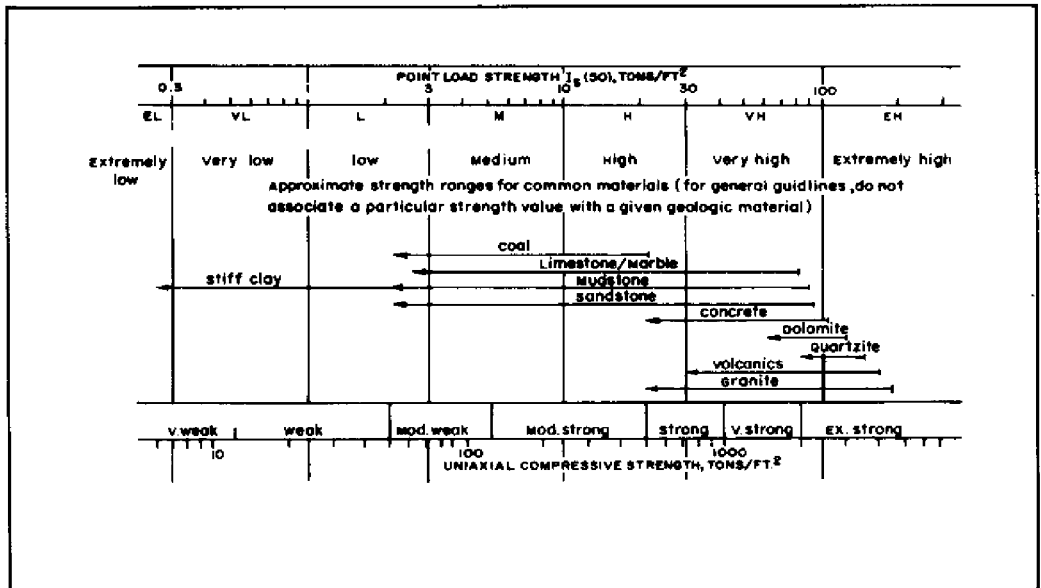 POINT LOAD STRENGTH I_s (50), TONS/FT²
0.3 1 3 10 30 100
EL VL L M H VH EH
Extremely low Very low low Medium High Very high Extremely high
Approximate strength ranges for common materials (for general guidlines, do not
associate a particular strength value with a given geologic material)
coal
Limestone/Marble
stiff clay Mudstone
sandstone
concrete
Dolomite
Quartzite
volcanics
Granite
V.weak weak Mod.weak Mod.strong strong V.strong Ex.strong
10 100 1000
UNIAXIAL COMPRESSIVE STRENGTH, TONS/FT.²